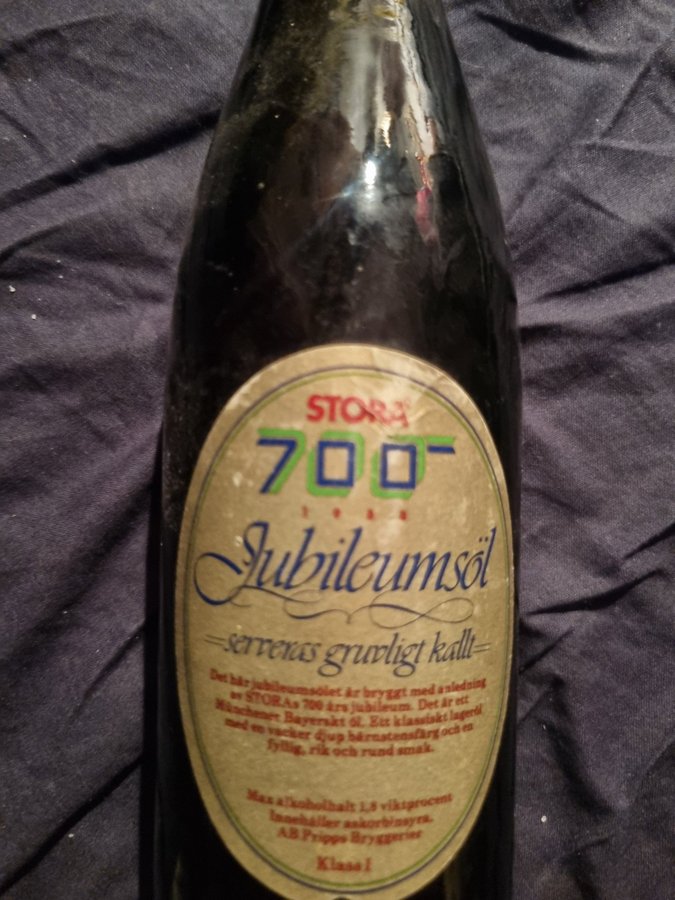 STORA
700
1988
Jubileumsöl
=serveras gruvligt kallt=
Det här jubileumsölet är bryggt med anledning
av STORAs 700 års jubileum. Det är ett
Münchener Bayerskt öl. Ett klassiskt lageröl
med en vacker djup bärnstensfärg och en
fyllig, rik och rund smak.
Max alkoholhalt 1,8 viktprocent
Innehåller askorbinsyra.
AB Pripps Bryggerier
Klass I